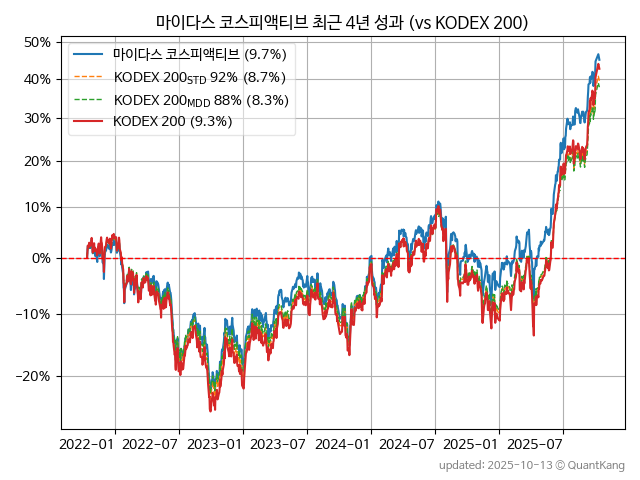 마이다스 코스피액티브 최근 4년 성과 (vs KODEX 200)
50%
40%
30%
20%
10%
0%
−10%
−20%
마이다스 코스피액티브 (9.7%)
KODEX 200STD 92% (8.7%)
KODEX 200MDD 88% (8.3%)
KODEX 200 (9.3%)
2022-01 2022-07 2023-01 2023-07 2024-01 2024-07 2025-01 2025-07
updated: 2025-10-13 © QuantKang